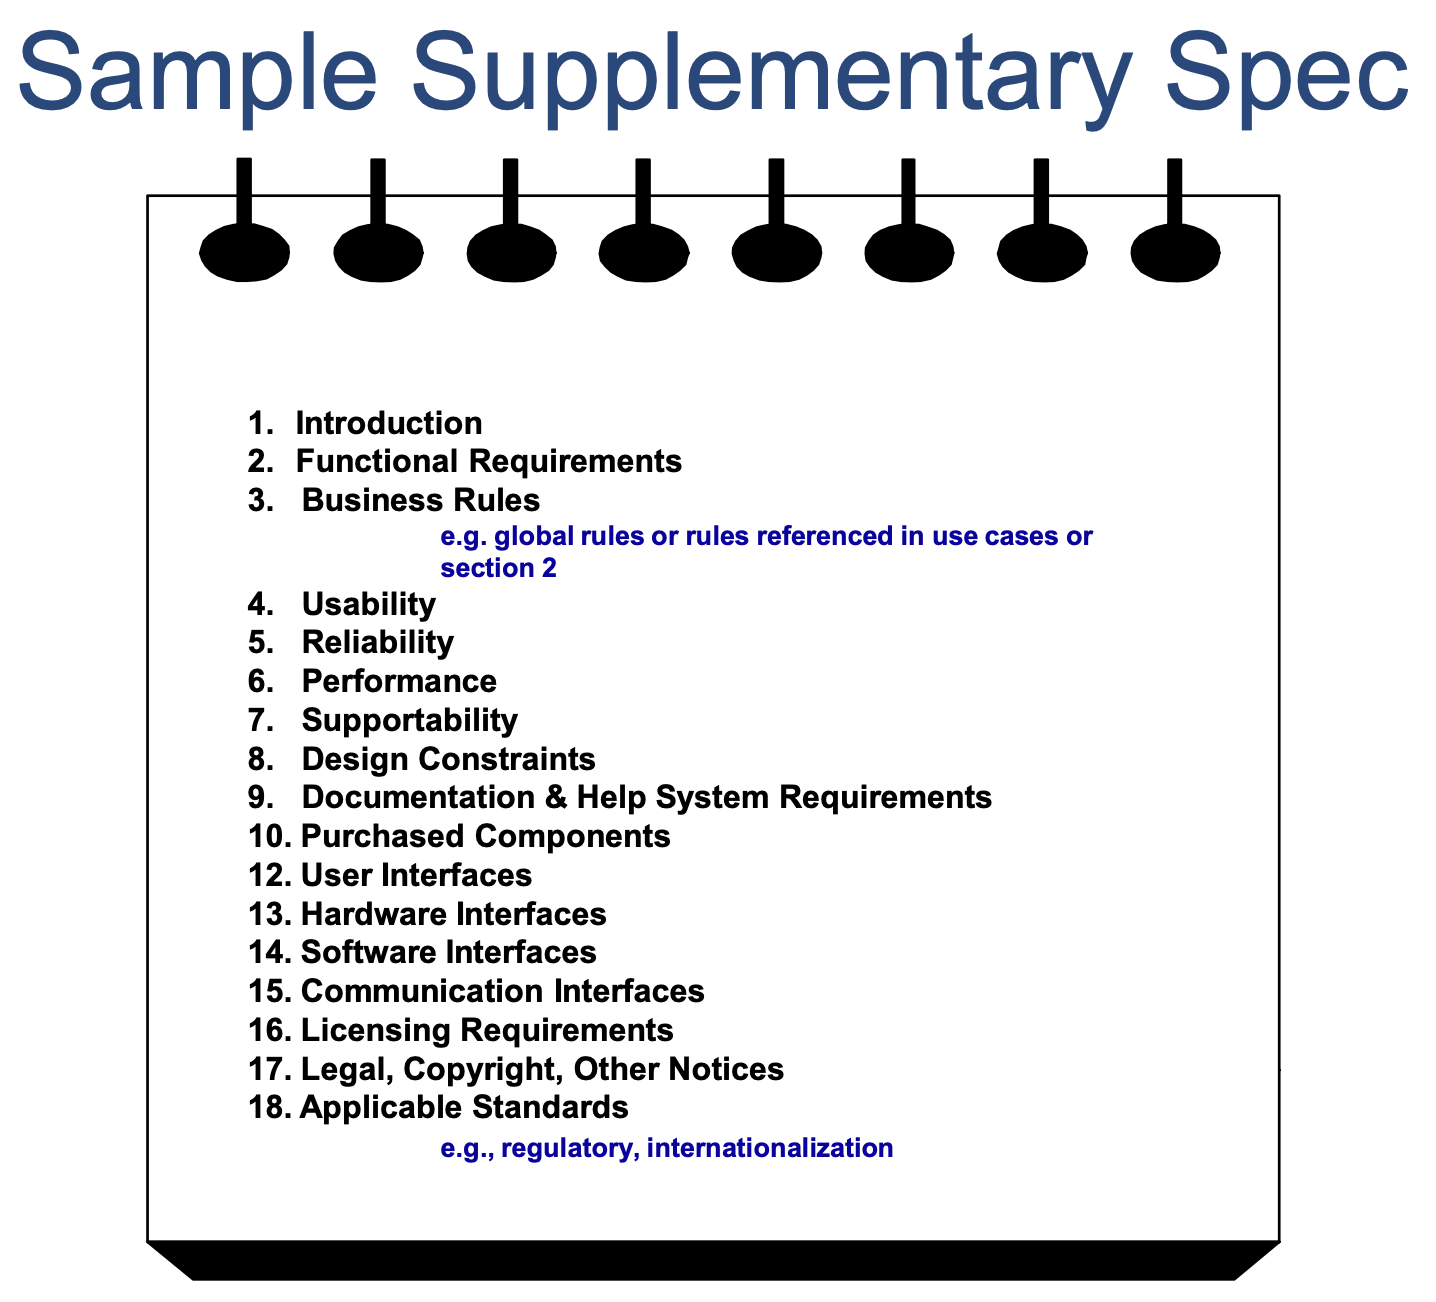 Sample Supplementary Spec
1. Introduction
2. Functional Requirements
3. Business Rules
e.g. global rules or rules referenced in use cases or
section 2
4. Usability
5. Reliability
6. Performance
7. Supportability
8. Design Constraints
9. Documentation & Help System Requirements
10. Purchased Components
12. User Interfaces
13. Hardware Interfaces
14. Software Interfaces
15. Communication Interfaces
16. Licensing Requirements
17. Legal, Copyright, Other Notices
18. Applicable Standards
e.g., regulatory, internationalization